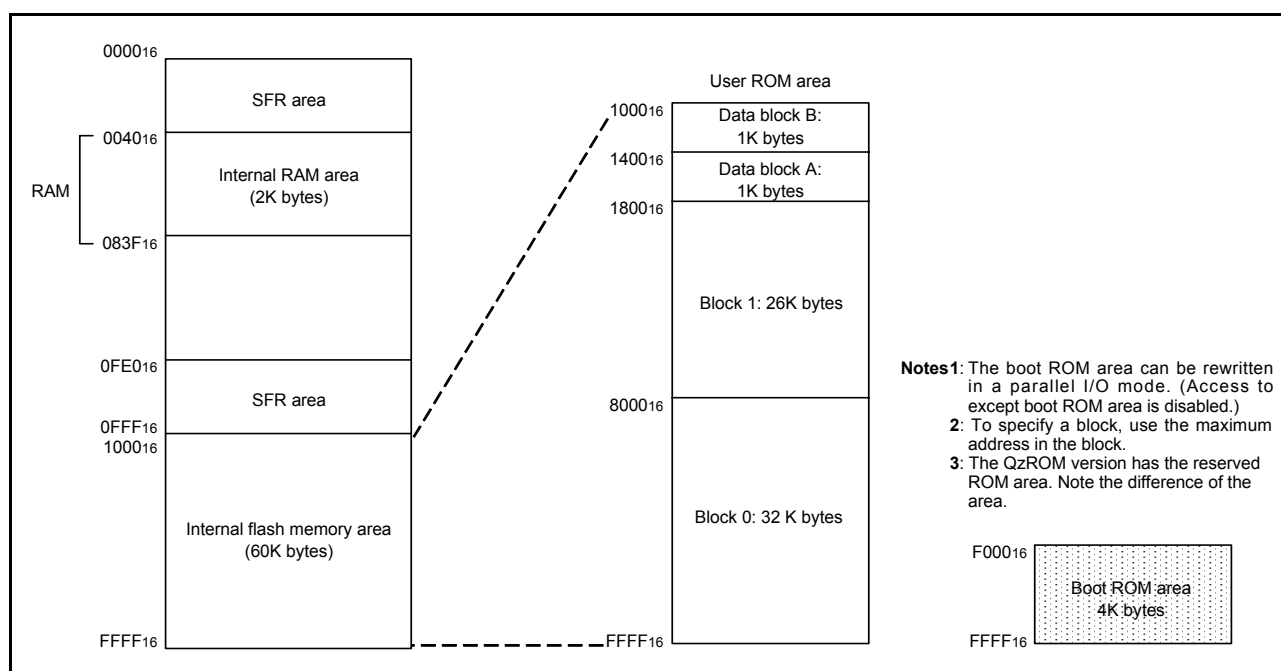 000016
SFR area
004016
RAM
Internal RAM area
(2K bytes)
083F16
0FE016
SFR area
0FFF16
100016
Internal flash memory area
(60K bytes)
FFFF16
User ROM area
100016
Data block B:
1K bytes
140016
Data block A:
1K bytes
180016
Block 1: 26K bytes
800016
Block 0: 32 K bytes
FFFF16
Notes1: The boot ROM area can be rewritten
in a parallel I/O mode. (Access to
except boot ROM area is disabled.)
2: To specify a block, use the maximum
address in the block.
3: The QzROM version has the reserved
ROM area. Note the difference of the
area.
F00016
Boot ROM area
4K bytes
FFFF16